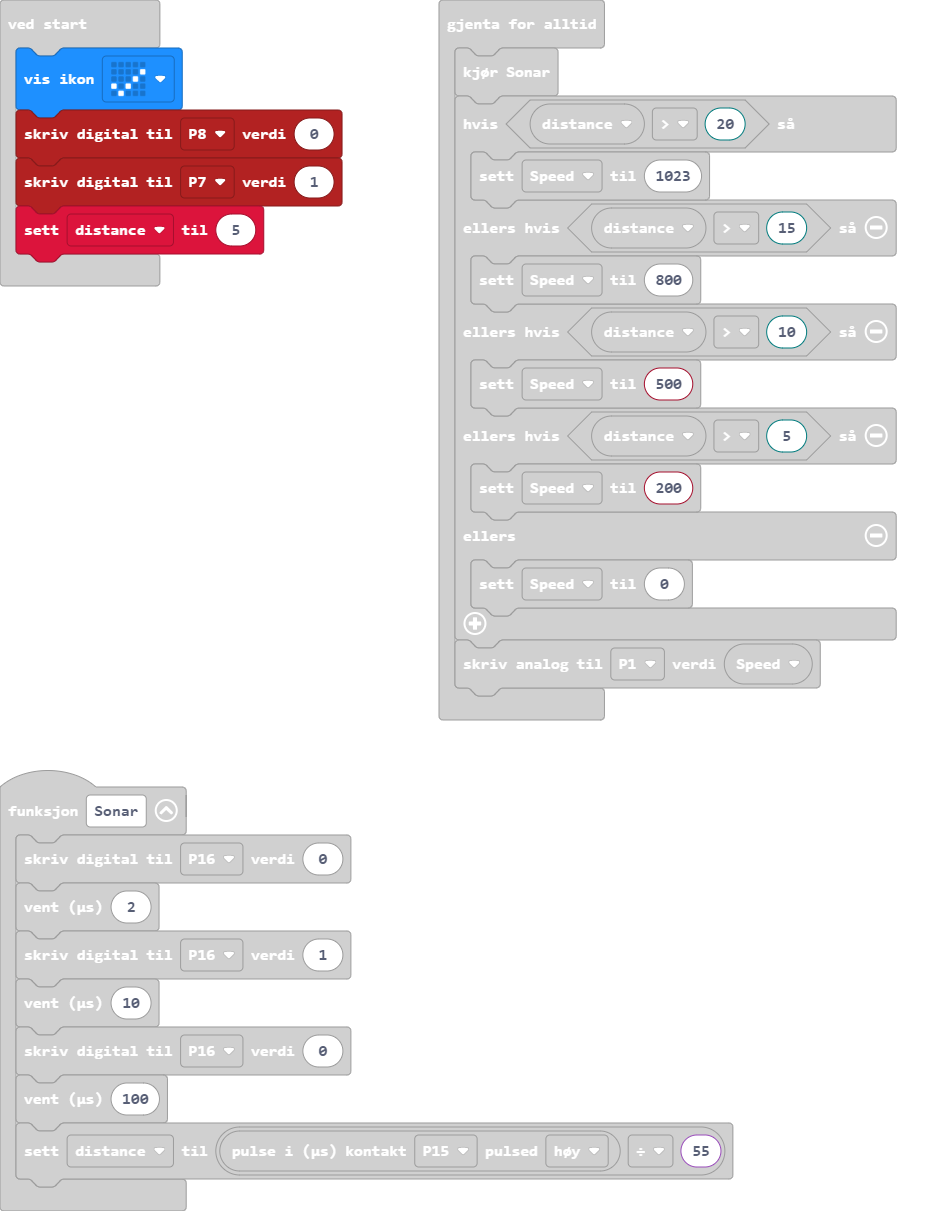 ved start
vis ikon
skriv digital til P8 verdi 0
skriv digital til P7 verdi 1
sett distance til 5
gjenta for alltid
kjør Sonar
hvis distance > 20 så
sett Speed til 1023
ellers hvis distance > 15 så
sett Speed til 800
ellers hvis distance > 10 så
sett Speed til 500
ellers hvis distance > 5 så
sett Speed til 200
ellers
sett Speed til 0
skriv analog til P1 verdi Speed
funksjon Sonar
skriv digital til P16 verdi 0
vent (µs) 2
skriv digital til P16 verdi 1
vent (µs) 10
skriv digital til P16 verdi 0
vent (µs) 100
sett distance til pulse i (µs) kontakt P15 pulsed høy ÷ 55